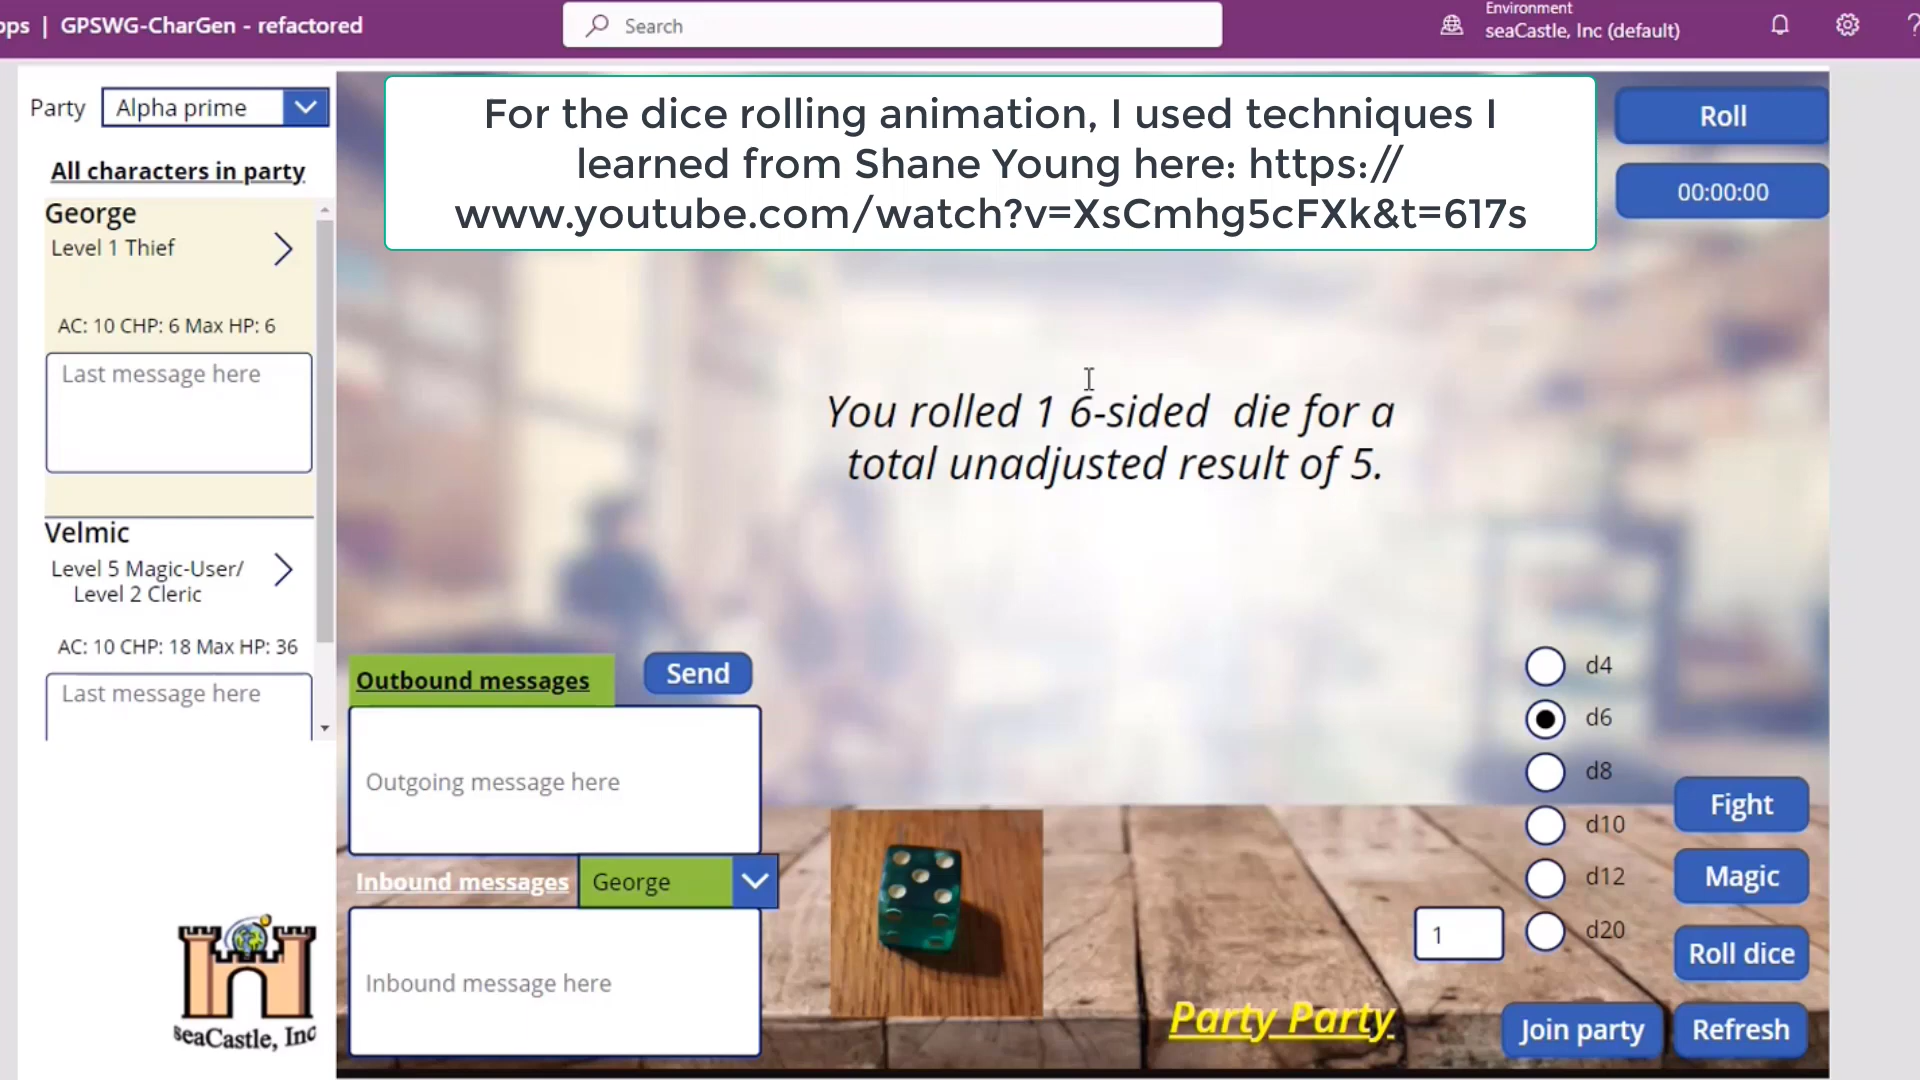 pps | GPSWG-CharGen - refactored
Search
Environment
seaCastle, Inc (default)
?
Party
Alpha prime
All characters in party
George
Level 1 Thief
AC: 10 CHP: 6 Max HP: 6
Last message here
Velmic
Level 5 Magic-User/
Level 2 Cleric
AC: 10 CHP: 18 Max HP: 36
Last message here
seaCastle, Inc
For the dice rolling animation, I used techniques I
learned from Shane Young here: https://
www.youtube.com/watch?v=XsCmhg5cFXk&t=617s
Roll
00:00:00
You rolled 1 6-sided  die for a
total unadjusted result of 5.
Outbound messages
Send
Outgoing message here
Inbound messages
George
Inbound message here
d4
d6
d8
d10
d12
d20
1
Fight
Magic
Roll dice
Party Party
Join party
Refresh